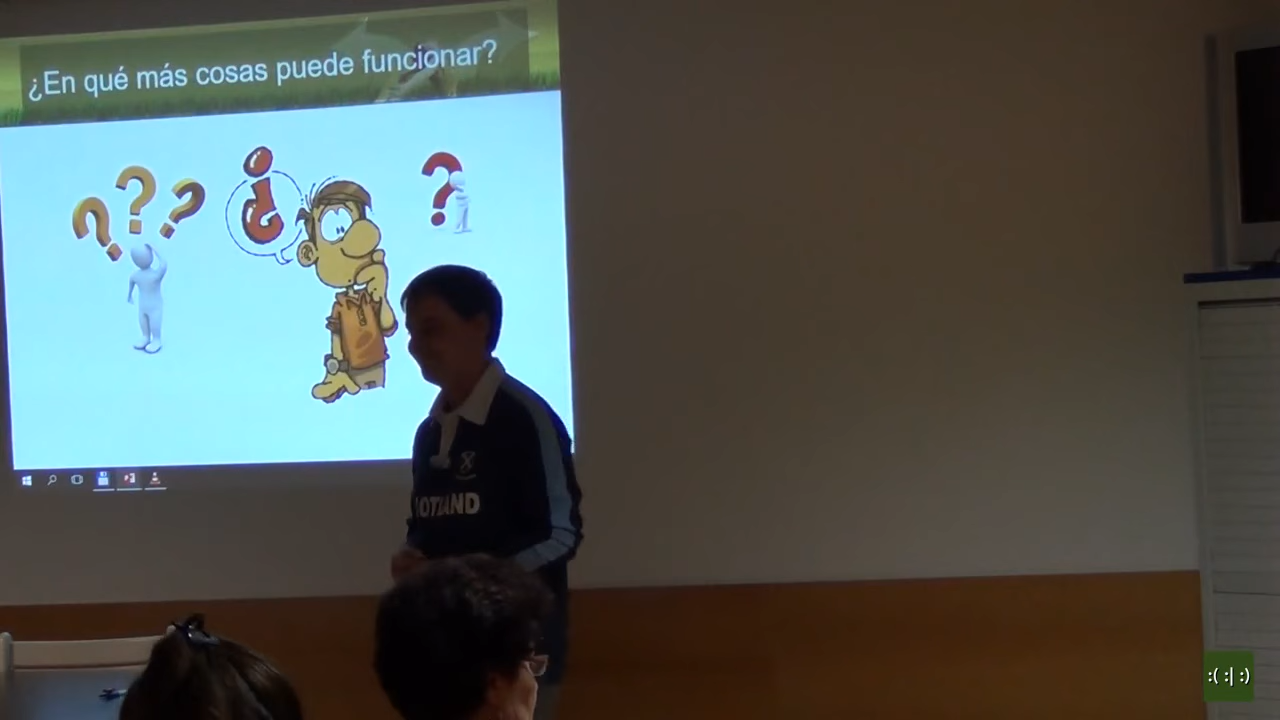 ¿En qué más cosas puede funcionar?
? ? ?
¿
?
OTLAND
:( :| :)